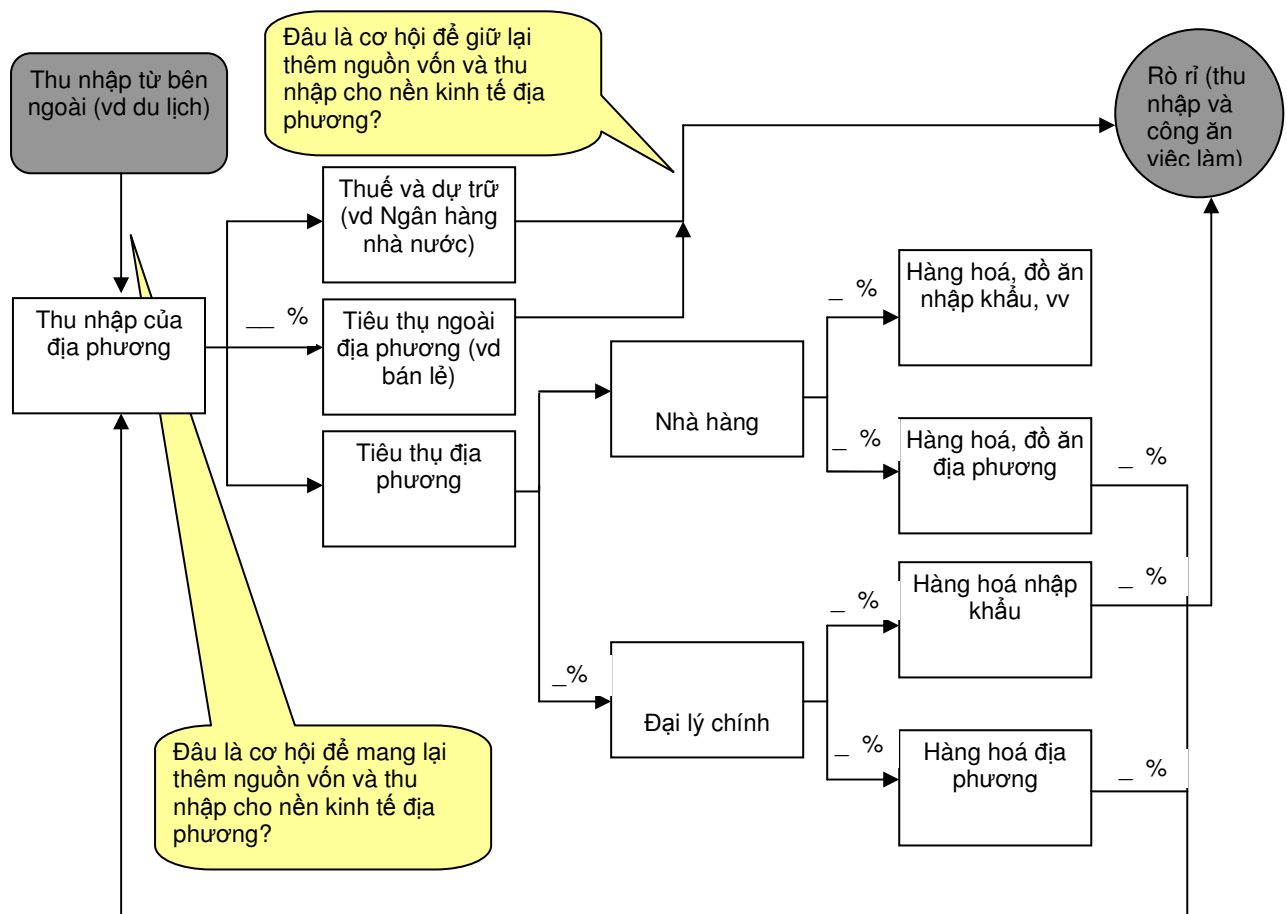 Đâu là cơ hội để giữ lại
thêm nguồn vốn và thu
nhập cho nền kinh tế địa
phương?
Thu nhập từ bên
ngoài (vd du lịch)
Rò rỉ (thu
nhập và
công ăn
việc làm)
Thuế và dự trữ
(vd Ngân hàng
nhà nước)
Thu nhập của
địa phương
__ %
Tiêu thụ ngoài
địa phương (vd
bán lẻ)
Tiêu thụ địa
phương
Nhà hàng
_ %
Hàng hoá, đồ ăn
nhập khẩu, vv
_ %
Hàng hoá, đồ ăn
địa phương
_ %
_%
Đại lý chính
_ %
Hàng hoá nhập
khẩu
_ %
_ %
Hàng hoá địa
phương
_ %
Đâu là cơ hội để mang lại
thêm nguồn vốn và thu
nhập cho nền kinh tế địa
phương?